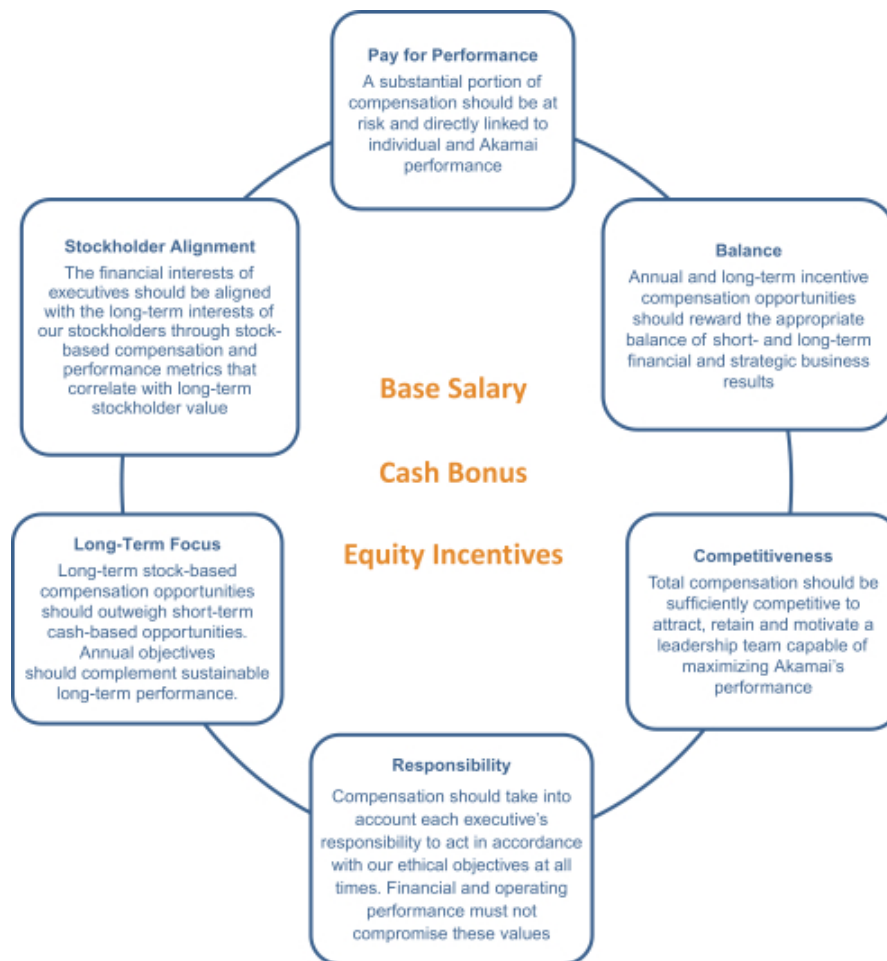 Pay for Performance
A substantial portion of
compensation should be at
risk and directly linked to
individual and Akamai
performance
Stockholder Alignment
The financial interests of
executives should be aligned
with the long-term interests of
our stockholders through stock-
based compensation and
performance metrics that
correlate with long-term
stockholder value
Balance
Annual and long-term incentive
compensation opportunities
should reward the appropriate
balance of short- and long-term
financial and strategic business
results
Base Salary
Cash Bonus
Equity Incentives
Long-Term Focus
Long-term stock-based
compensation opportunities
should outweigh short-term
cash-based opportunities.
Annual objectives
should complement sustainable
long-term performance.
Competitiveness
Total compensation should be
sufficiently competitive to
attract, retain and motivate a
leadership team capable of
maximizing Akamai's
performance
Responsibility
Compensation should take into
account each executive's
responsibility to act in accordance
with our ethical objectives at all
times. Financial and operating
performance must not
compromise these values